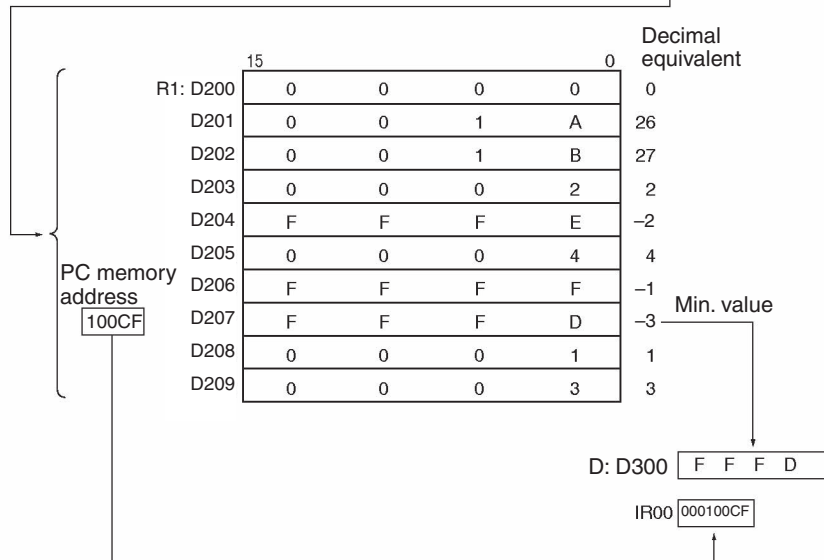 Decimal
equivalent
15 0
R1: D200 0 0 0 0 0
D201 0 0 1 A 26
D202 0 0 1 B 27
D203 0 0 0 2 2
D204 F F F E –2
D205 0 0 0 4 4
PC memory
address
100CF
D206 F F F F –1
D207 F F F D –3
Min. value
D208 0 0 0 1 1
D209 0 0 0 3 3
D: D300 F F F D
IR00 000100CF